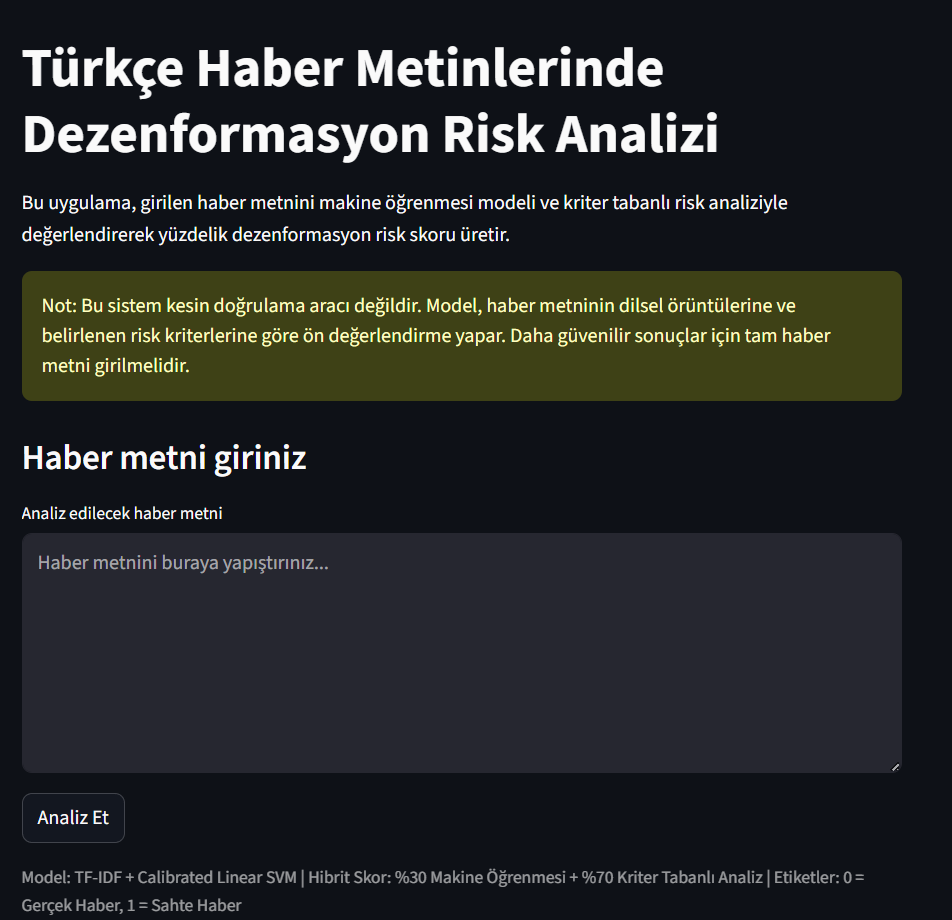 Türkçe Haber Metinlerinde
Dezenformasyon Risk Analizi
Bu uygulama, girilen haber metnini makine öğrenmesi modeli ve kriter tabanlı risk analiziyle
değerlendirerek yüzdelik dezenformasyon risk skoru üretir.
Not: Bu sistem kesin doğrulama aracı değildir. Model, haber metninin dilsel örüntülerine ve
belirlenen risk kriterlerine göre ön değerlendirme yapar. Daha güvenilir sonuçlar için tam haber
metni girilmelidir.
Haber metni giriniz
Analiz edilecek haber metni
Haber metnini buraya yapıştırınız...
Analiz Et
Model: TF-IDF + Calibrated Linear SVM | Hibrit Skor: %30 Makine Öğrenmesi + %70 Kriter Tabanlı Analiz | Etiketler: 0 =
Gerçek Haber, 1 = Sahte Haber